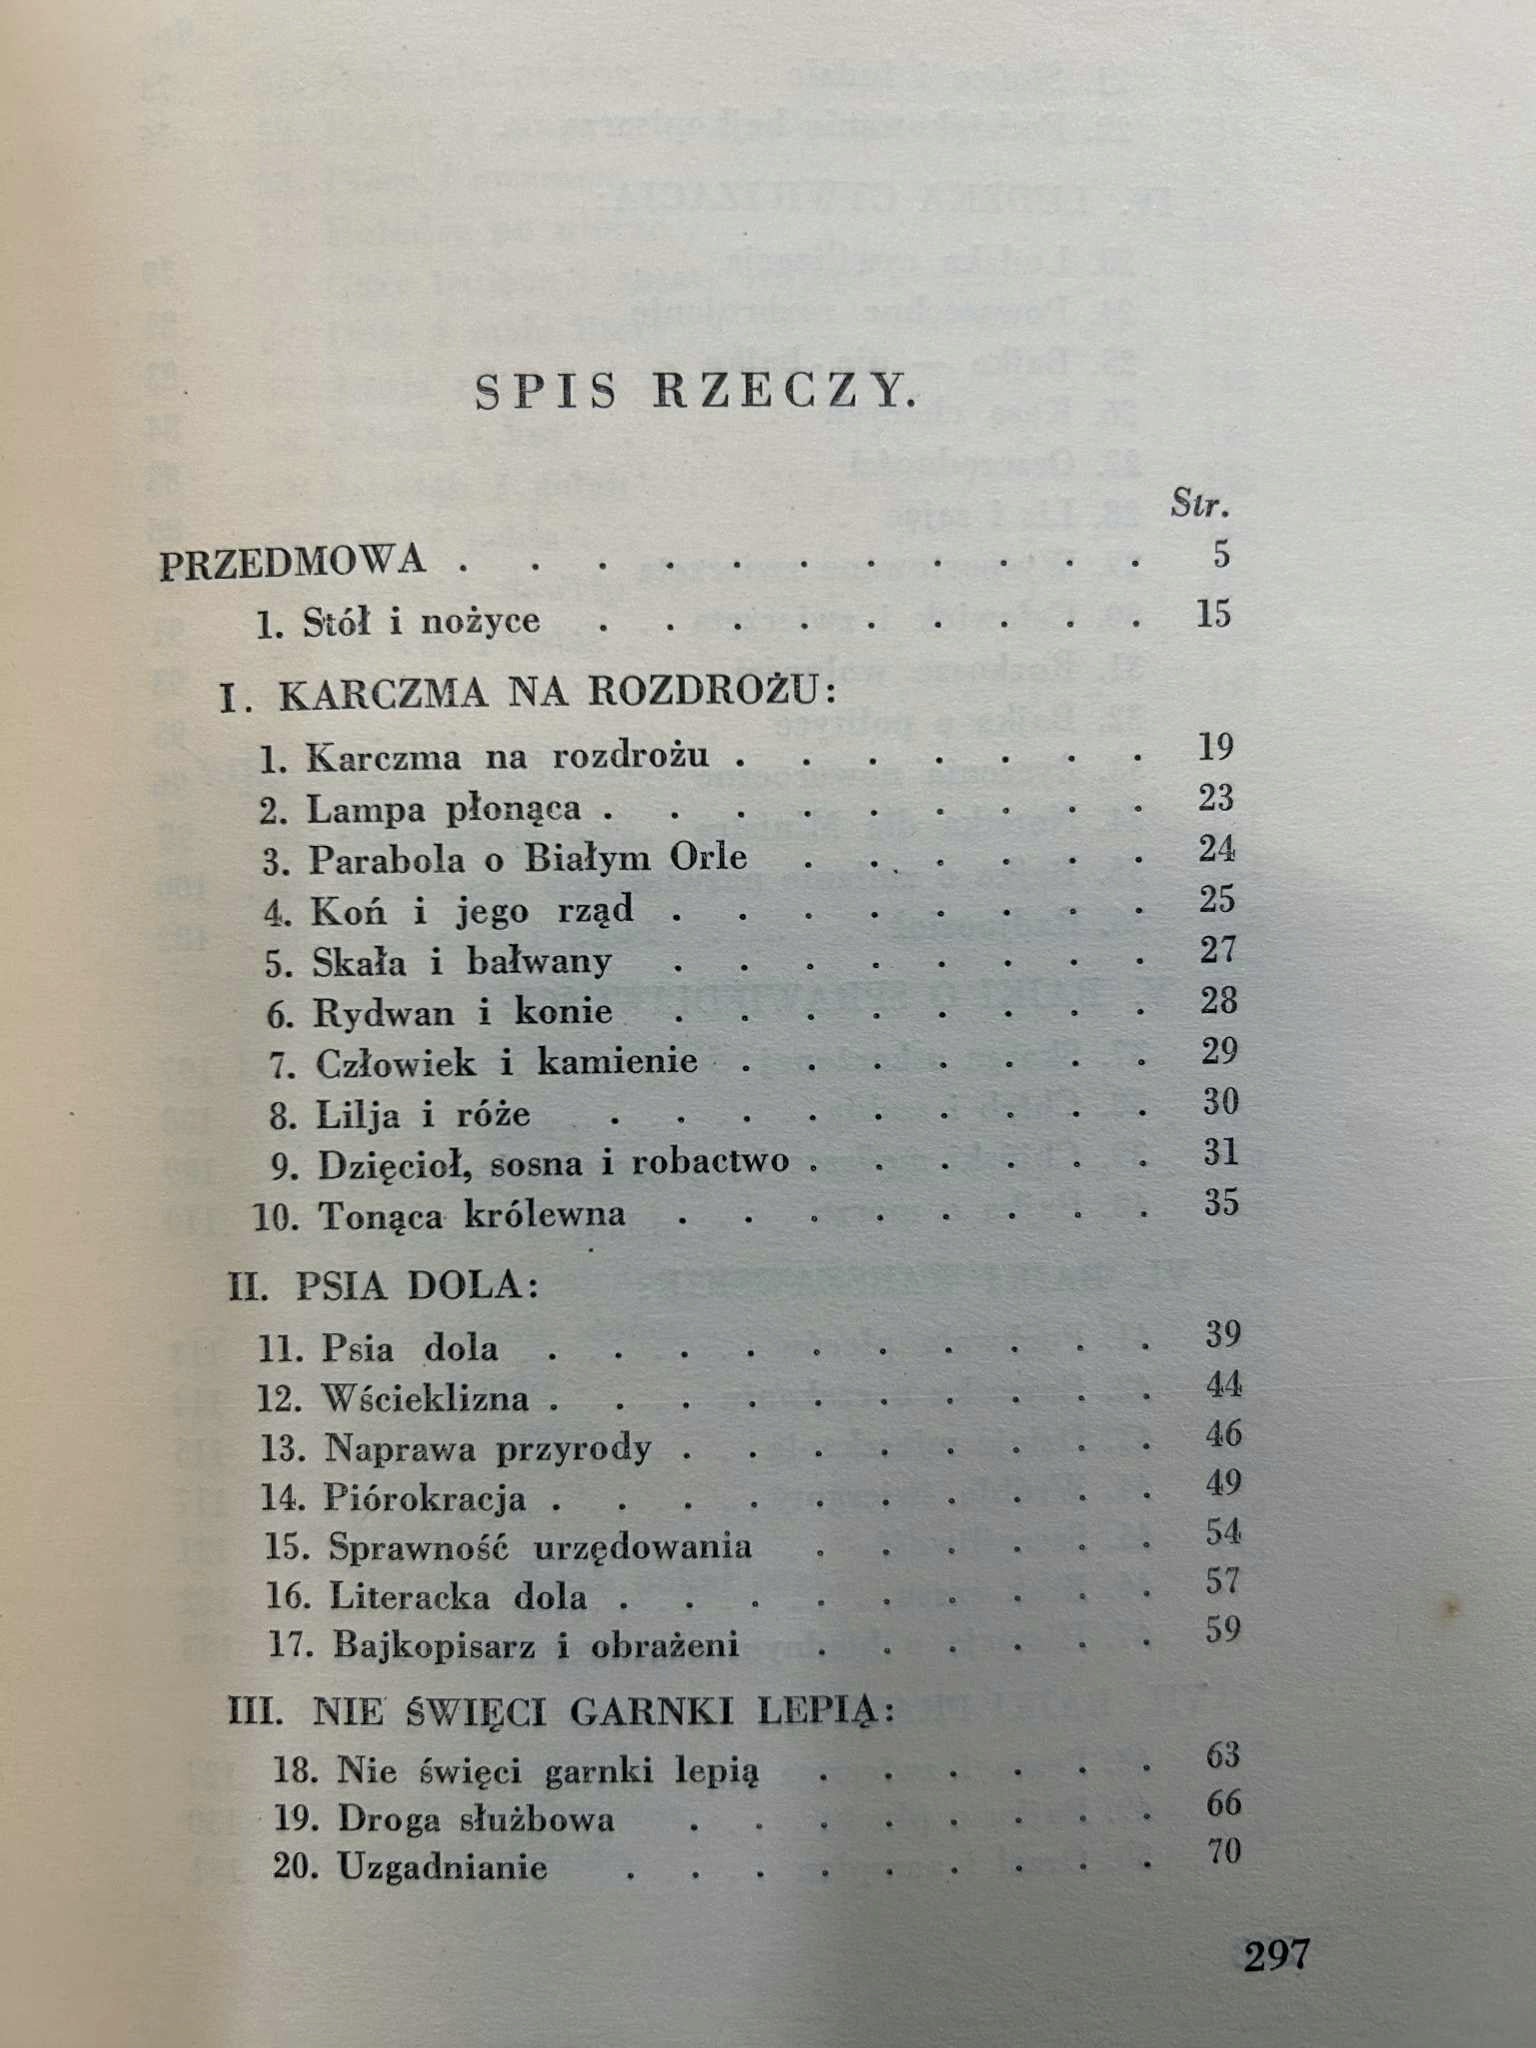 SPIS RZECZY.
Str.
PRZEDMOWA . . . . . . . . . . . 5
1. Stół i nożyce . . . . . . . . . 15
I. KARCZMA NA ROZDROŻU:
1. Karczma na rozdrożu . . . . . . . 19
2. Lampa płonąca . . . . . . . . . 23
3. Parabola o Białym Orle . . . . . . 24
4. Koń i jego rząd . . . . . . . . 25
5. Skała i bałwany . . . . . . . . 27
6. Rydwan i konie . . . . . . . . 28
7. Człowiek i kamienie . . . . . . . 29
8. Lilja i róże . . . . . . . . . 30
9. Dzięcioł, sosna i robactwo . . . . . . 31
10. Tonąca królewna . . . . . . . . 35
II. PSIA DOLA:
11. Psia dola . . . . . . . . . . 39
12. Wścieklizna . . . . . . . . . . 44
13. Naprawa przyrody . . . . . . . . 46
14. Piórokracja . . . . . . . . . . 49
15. Sprawność urzędowania . . . . . . 54
16. Literacka dola . . . . . . . . . 57
17. Bajkopisarz i obrażeni . . . . . . 59
III. NIE ŚWIĘCI GARNKI LEPIĄ:
18. Nie święci garnki lepią . . . . . . 63
19. Droga służbowa . . . . . . . . 66
20. Uzgadnianie . . . . . . . . . 70
297